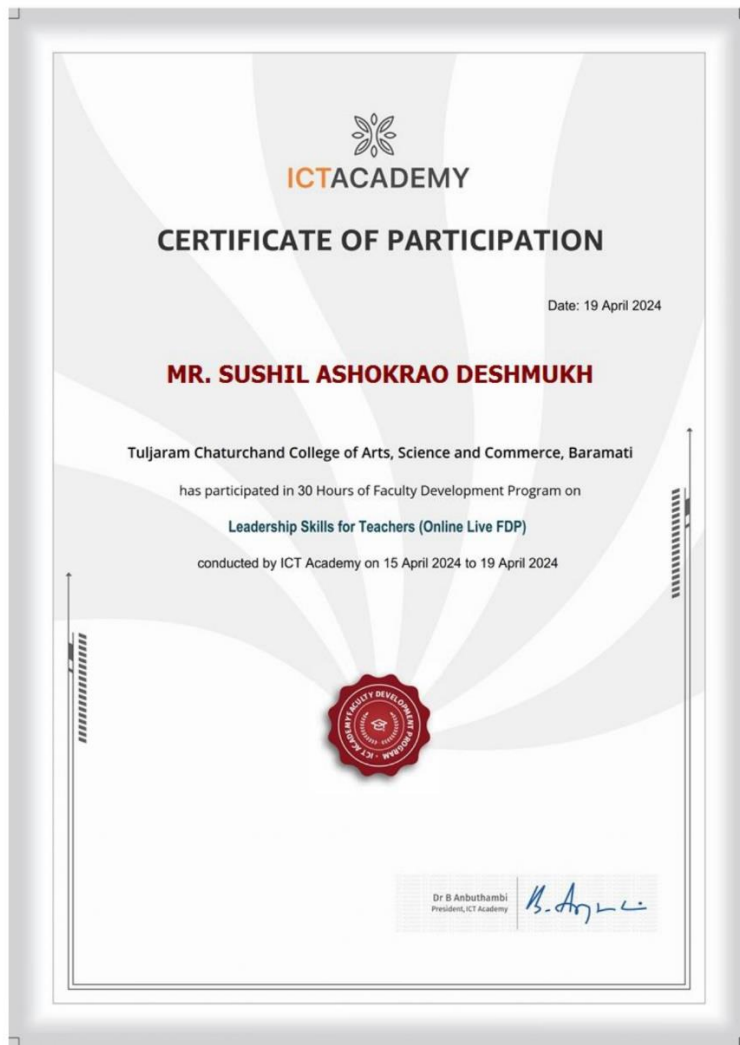 ICTACADEMY
CERTIFICATE OF PARTICIPATION
Date: 19 April 2024
MR. SUSHIL ASHOKRAO DESHMUKH
Tuljaram Chaturchand College of Arts, Science and Commerce, Baramati
has participated in 30 Hours of Faculty Development Program on
Leadership Skills for Teachers (Online Live FDP)
conducted by ICT Academy on 15 April 2024 to 19 April 2024
ICT ACADEMY FACULTY DEVELOPMENT PROGRAM
Dr B Anbuthambi
President, ICT Academy